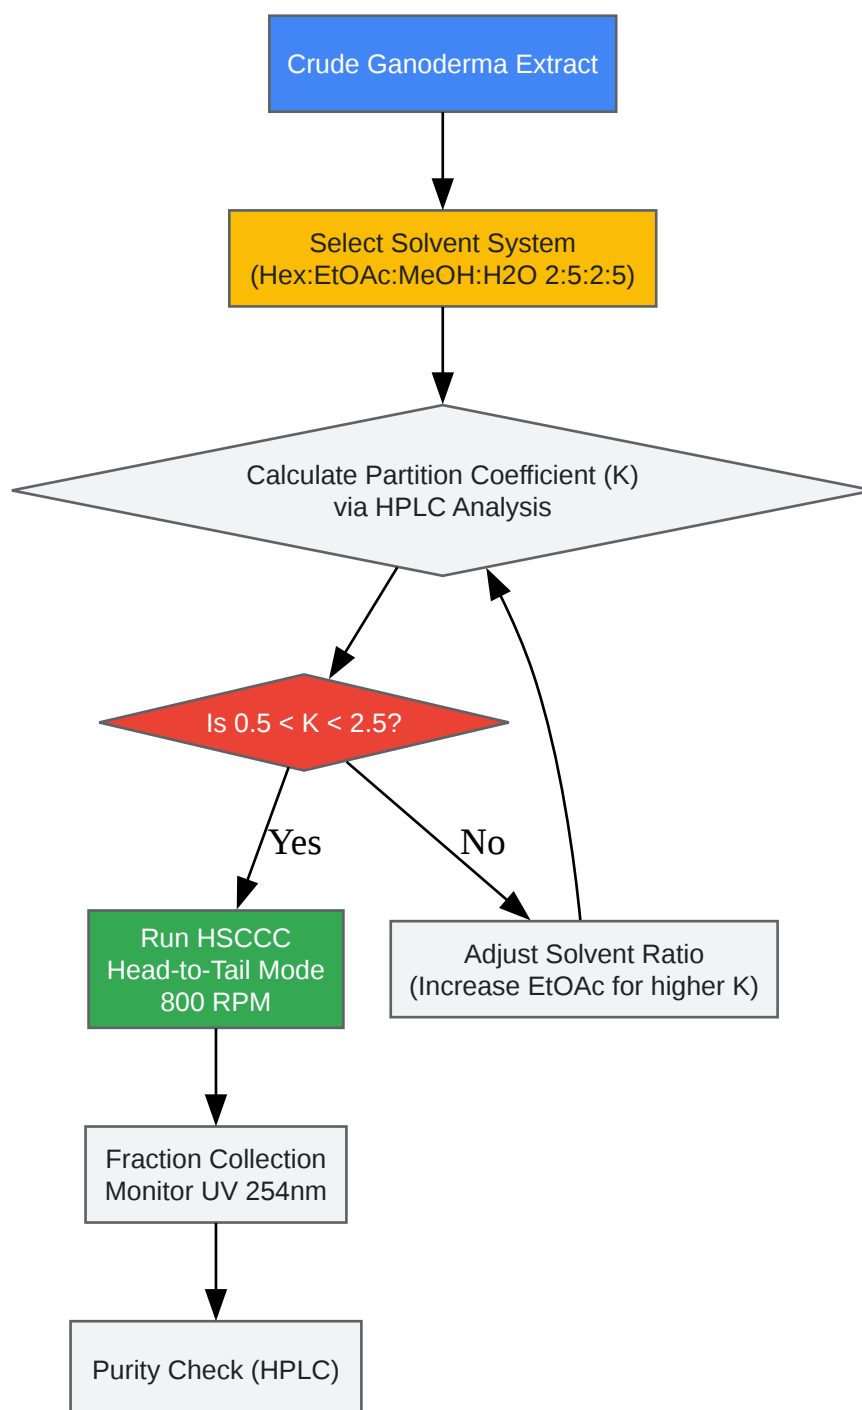 Crude Ganoderma Extract
Select Solvent System
(Hex:EtOAc:MeOH:H2O 2:5:2:5)
Calculate Partition Coefficient (K)
via HPLC Analysis
Is 0.5 < K < 2.5?
Yes
No
Run HSCCC
Head-to-Tail Mode
800 RPM
Adjust Solvent Ratio
(Increase EtOAc for higher K)
Fraction Collection
Monitor UV 254nm
Purity Check (HPLC)